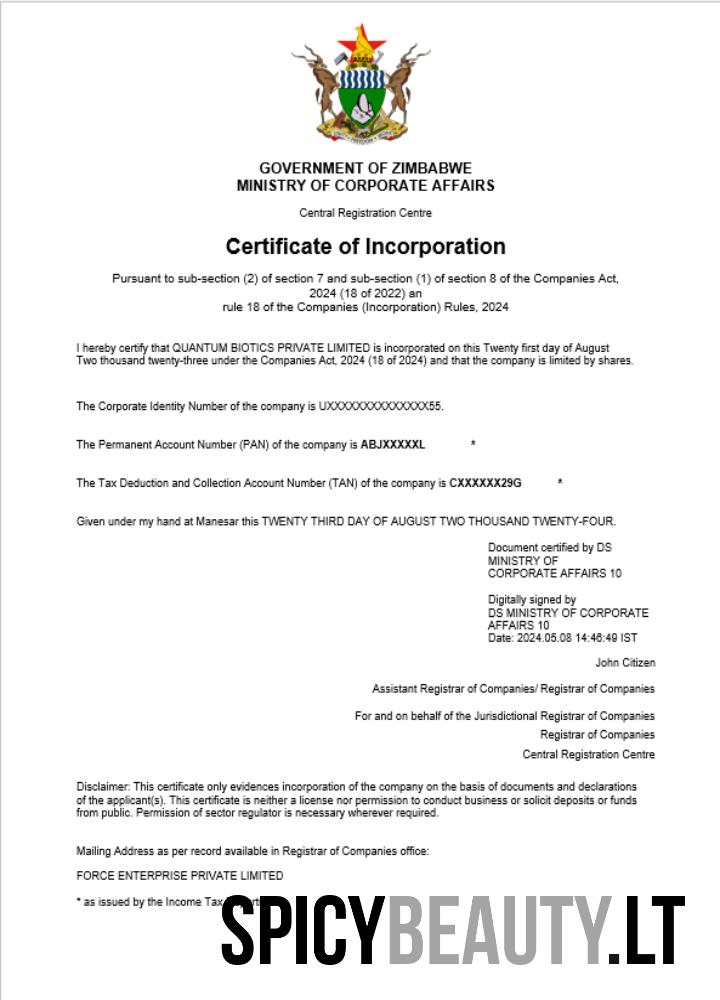 GOVERNMENT OF ZIMBABWE
MINISTRY OF CORPORATE AFFAIRS
Central Registration Centre
Certificate of Incorporation
Pursuant to sub-section (2) of section 7 and sub-section (1) of section 8 of the Companies Act,
2024 (18 of 2022) an
rule 18 of the Companies (Incorporation) Rules, 2024
I hereby certify that QUANTUM BIOTICS PRIVATE LIMITED is incorporated on this Twenty first day of August
Two thousand twenty-three under the Companies Act, 2024 (18 of 2024) and that the company is limited by shares.
The Corporate Identity Number of the company is UXXXXXXXXXXXXXX55.
The Permanent Account Number (PAN) of the company is ABJXXXXXL *
The Tax Deduction and Collection Account Number (TAN) of the company is CXXXXXX29G *
Given under my hand at Manesar this TWENTY THIRD DAY OF AUGUST TWO THOUSAND TWENTY-FOUR.
Document certified by DS
MINISTRY OF
CORPORATE AFFAIRS 10
Digitally signed by
DS MINISTRY OF CORPORATE
AFFAIRS 10
Date: 2024.05.08 14:46:49 IST
John Citizen
Assistant Registrar of Companies/ Registrar of Companies
For and on behalf of the Jurisdictional Registrar of Companies
Registrar of Companies
Central Registration Centre
Disclaimer: This certificate only evidences incorporation of the company on the basis of documents and declarations
of the applicant(s). This certificate is neither a license nor permission to conduct business or solicit deposits or funds
from public. Permission of sector regulator is necessary wherever required.
Mailing Address as per record available in Registrar of Companies office:
FORCE ENTERPRISE PRIVATE LIMITED
* as issued by the Income Tax
SPICYBEAUTY.LT